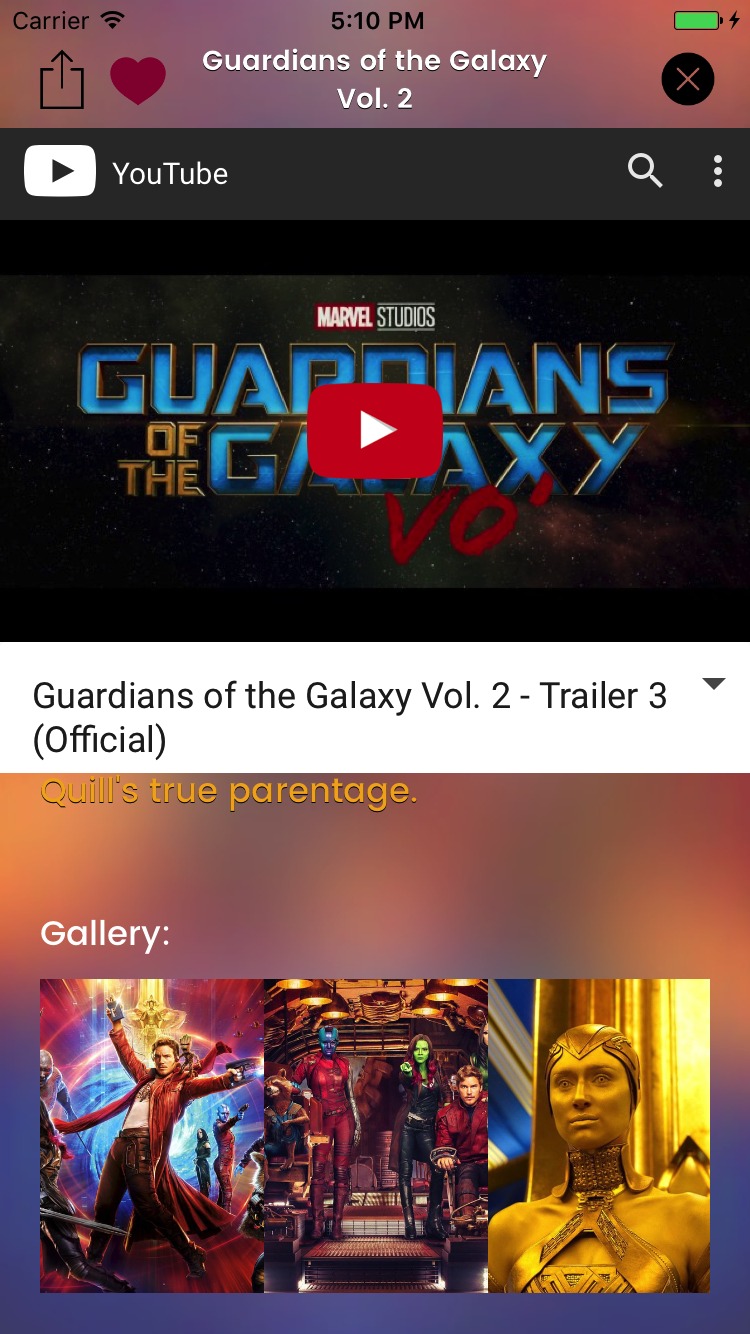 Carrier 5:10 PM
Guardians of the Galaxy
Vol. 2
YouTube
MARVEL STUDIOS
GUARDIANS
OF THE GALAXY
VO
Guardians of the Galaxy Vol. 2 - Trailer 3
(Official)
Quill's true parentage.
Gallery: